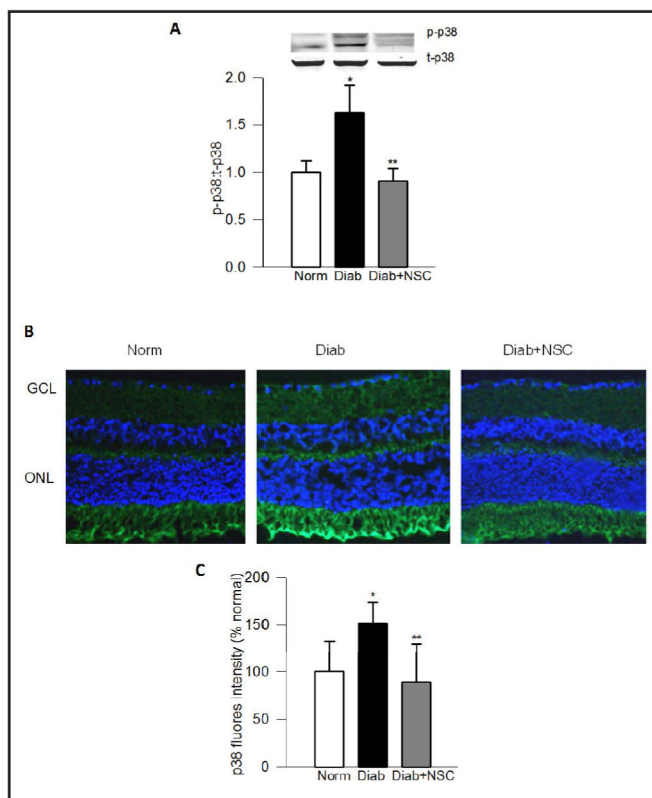 A
p-p38
t-p38
2.0
*
1.5
**
1.0
0.5
0.0
p-p38:t-p38
Norm Diab Diab+NSC
B
Norm Diab Diab+NSC
GCL
ONL
C
200
*
150
**
100
50
0
p38 fluores intensity (% normal)
Norm Diab Diab+NSC